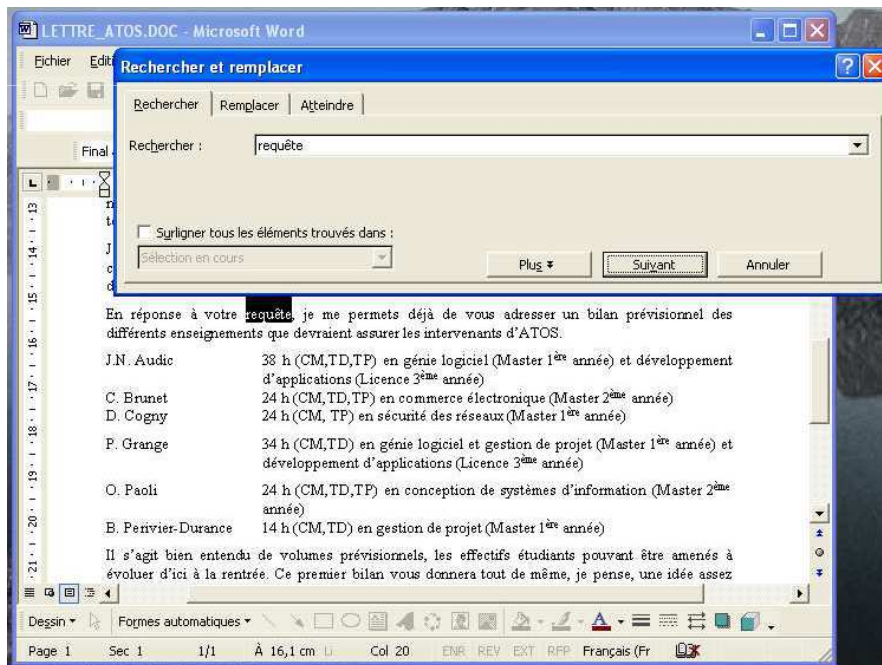 LETTRE_ATOS.DOC - Microsoft Word
Fichier Editi
Rechercher et remplacer
Rechercher Remplacer Atteindre
Rechercher : requête
Final
Surligner tous les éléments trouvés dans :
Sélection en cours
Plus Suivant Annuler
En réponse à votre requête, je me permets déjà de vous adresser un bilan prévisionnel des
différents enseignements que devraient assurer les intervenants d'ATOS.
J.N. Audic 38 h (CM,TD,TP) en génie logiciel (Master 1ère année) et développement
d'applications (Licence 3ème année)
C. Brunet 24 h (CM,TD,TP) en commerce électronique (Master 2ème année)
D. Cogny 24 h (CM, TP) en sécurité des réseaux (Master 1ère année)
P. Grange 34 h (CM,TD) en génie logiciel et gestion de projet (Master 1ère année) et
développement d'applications (Licence 3ème année)
O. Paoli 24 h (CM,TD,TP) en conception de systèmes d'information (Master 2ème
année)
B. Perivier-Durance 14 h (CM,TD) en gestion de projet (Master 1ère année)
Il s'agit bien entendu de volumes prévisionnels, les effectifs étudiants pouvant être amenés à
évoluer d'ici à la rentrée. Ce premier bilan vous donnera tout de même, je pense, une idée assez
Dessin Formes automatiques
Page 1 Sec 1 1/1 À 16,1 cm Li Col 20 ENR REV EXT RFP Français (Fr